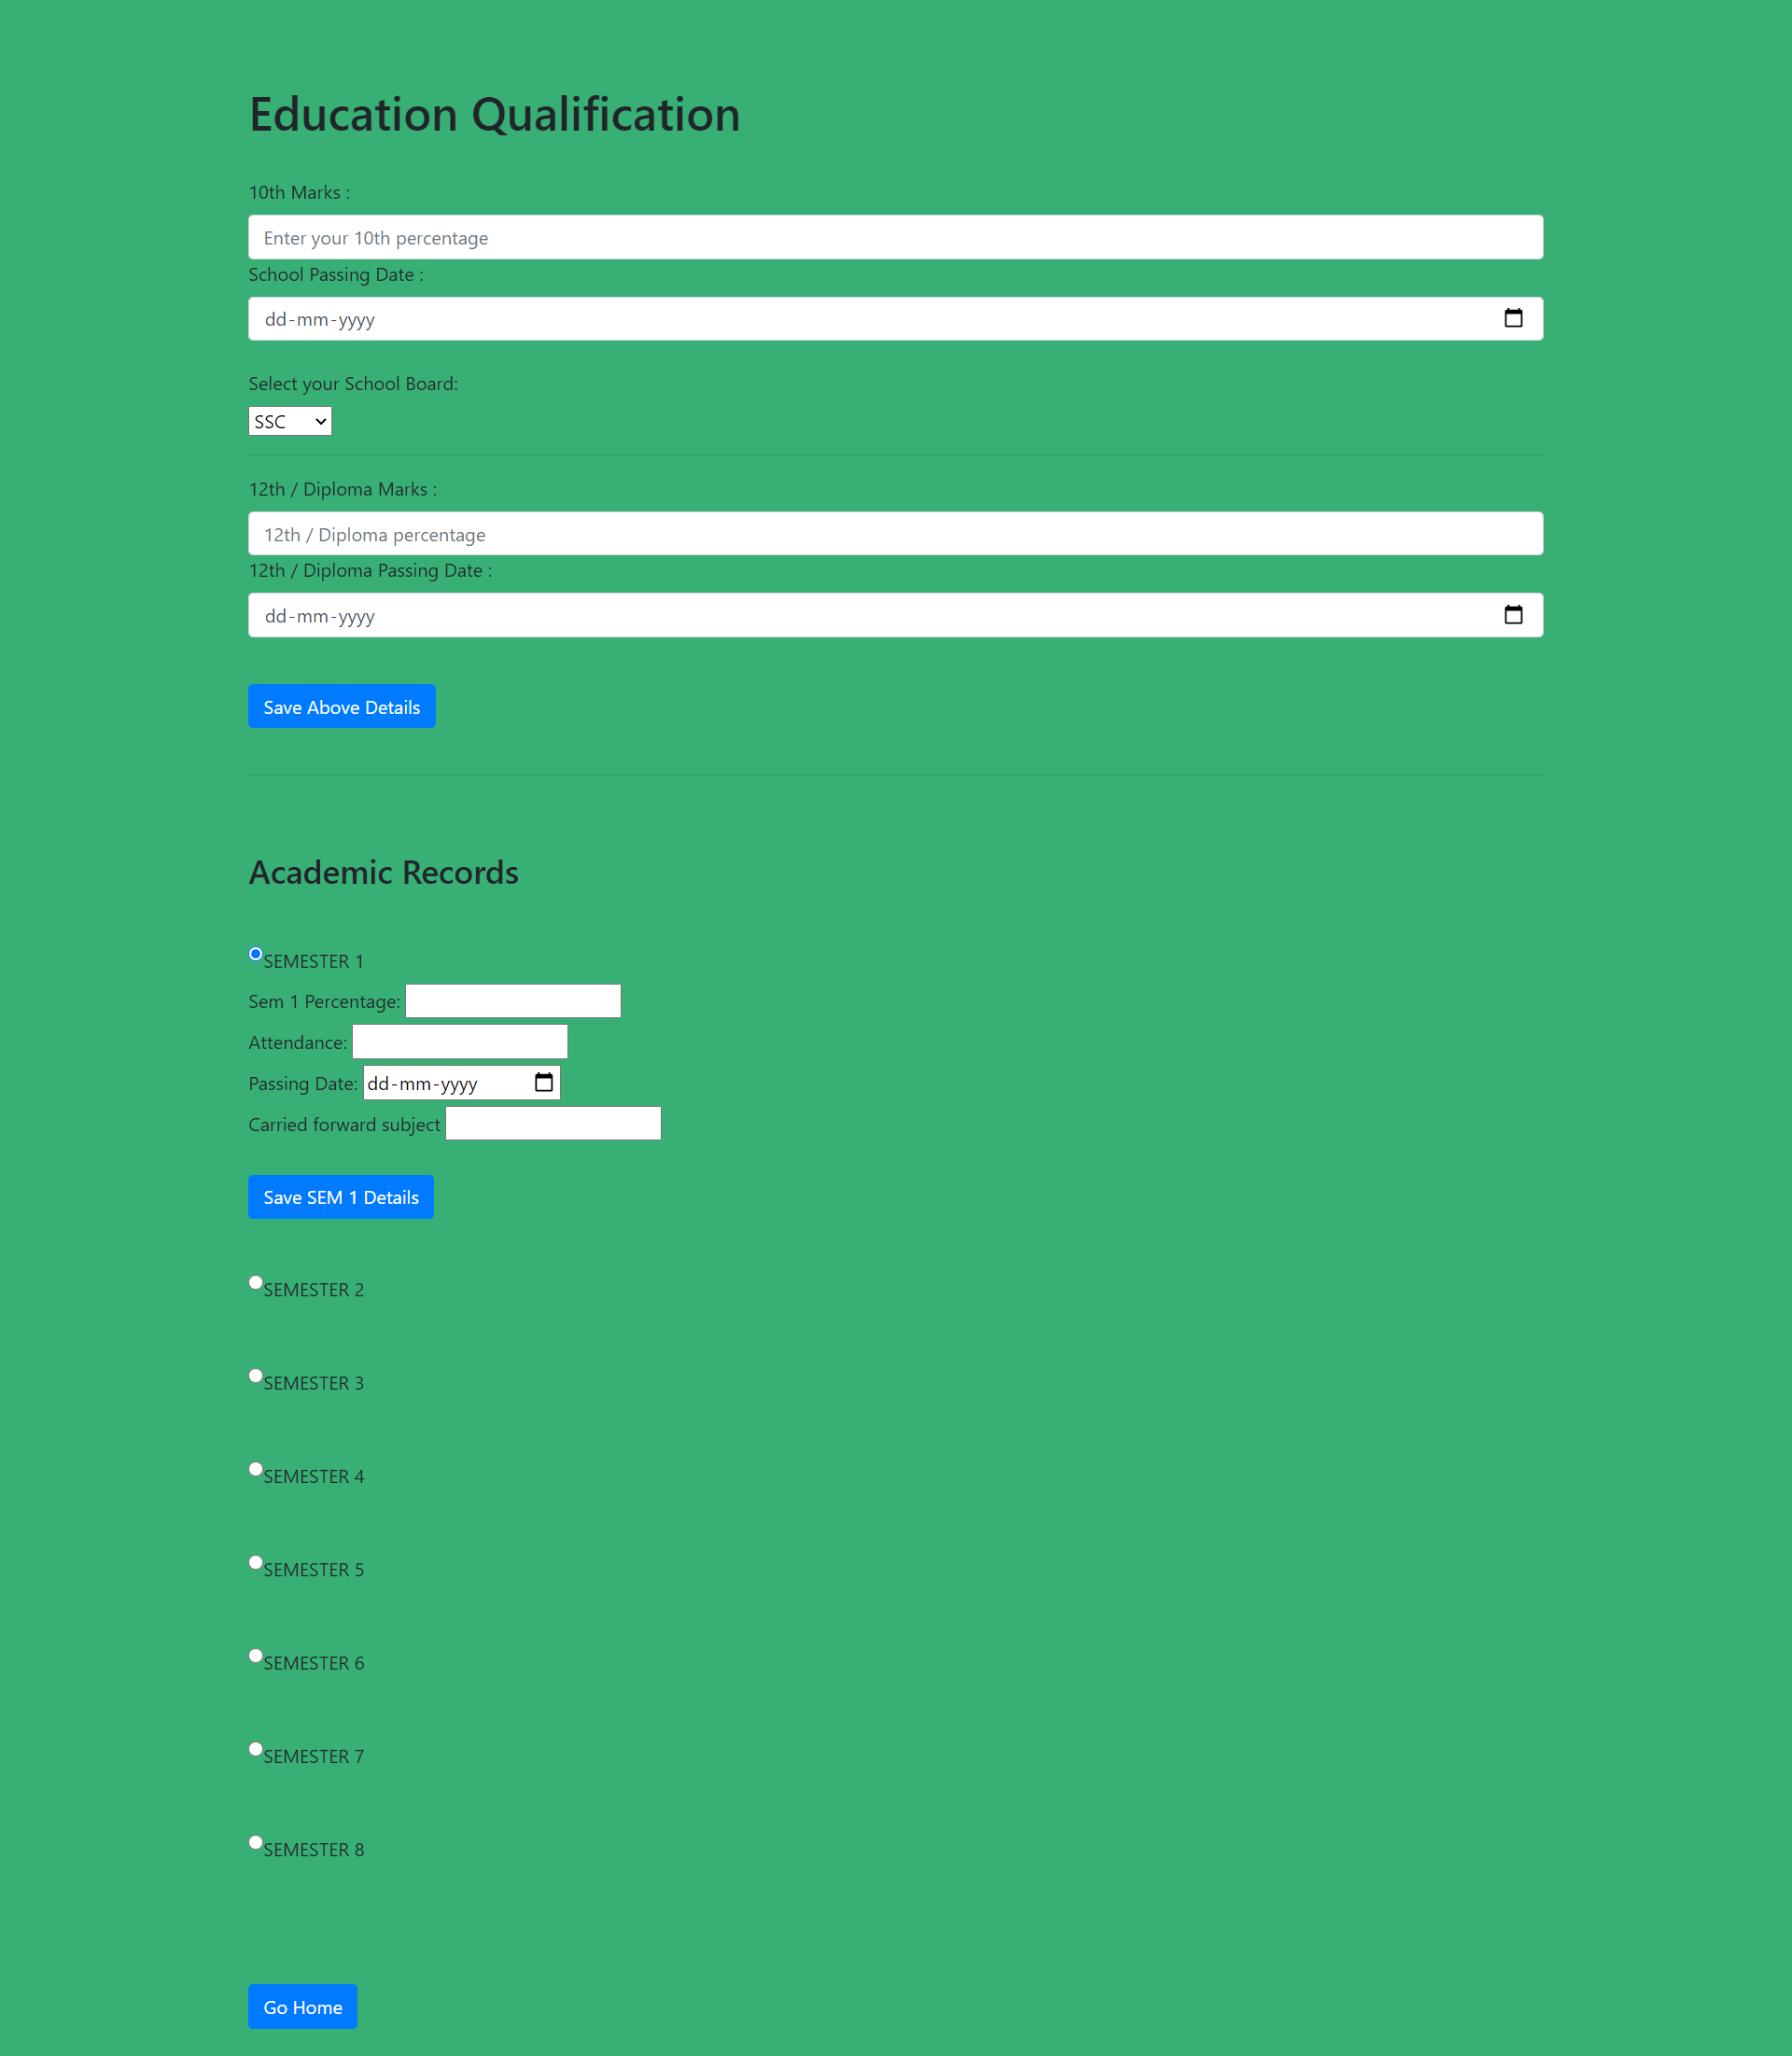 Education Qualification
10th Marks :
Enter your 10th percentage
School Passing Date :
dd-mm-yyyy
Select your School Board:
SSC
12th / Diploma Marks :
12th / Diploma percentage
12th / Diploma Passing Date :
dd-mm-yyyy
Save Above Details
Academic Records
SEMESTER 1
Sem 1 Percentage:
Attendance:
Passing Date: dd-mm-yyyy
Carried forward subject
Save SEM 1 Details
SEMESTER 2
SEMESTER 3
SEMESTER 4
SEMESTER 5
SEMESTER 6
SEMESTER 7
SEMESTER 8
Go Home